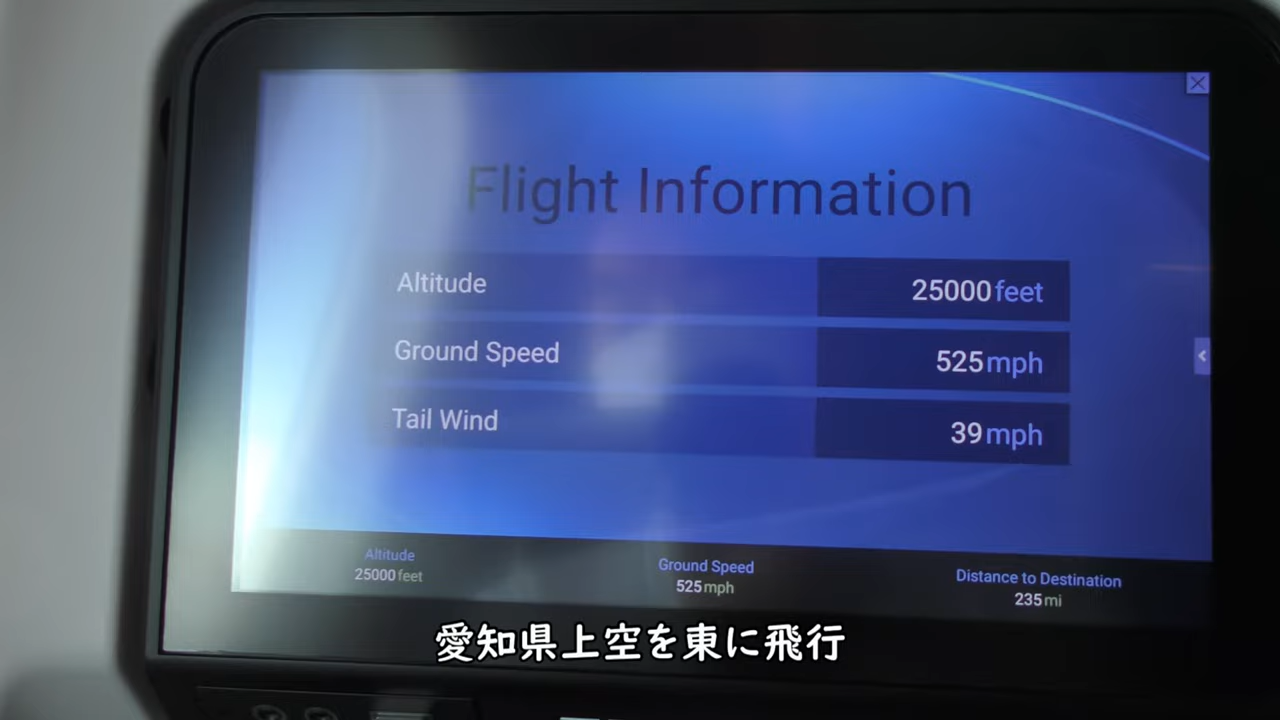 Flight Information
Altitude 25000 feet
Ground Speed 525 mph
Tail Wind 39 mph
Altitude
25000 feet
Ground Speed
525 mph
Distance to Destination
235 mi
愛知県上空を東に飛行